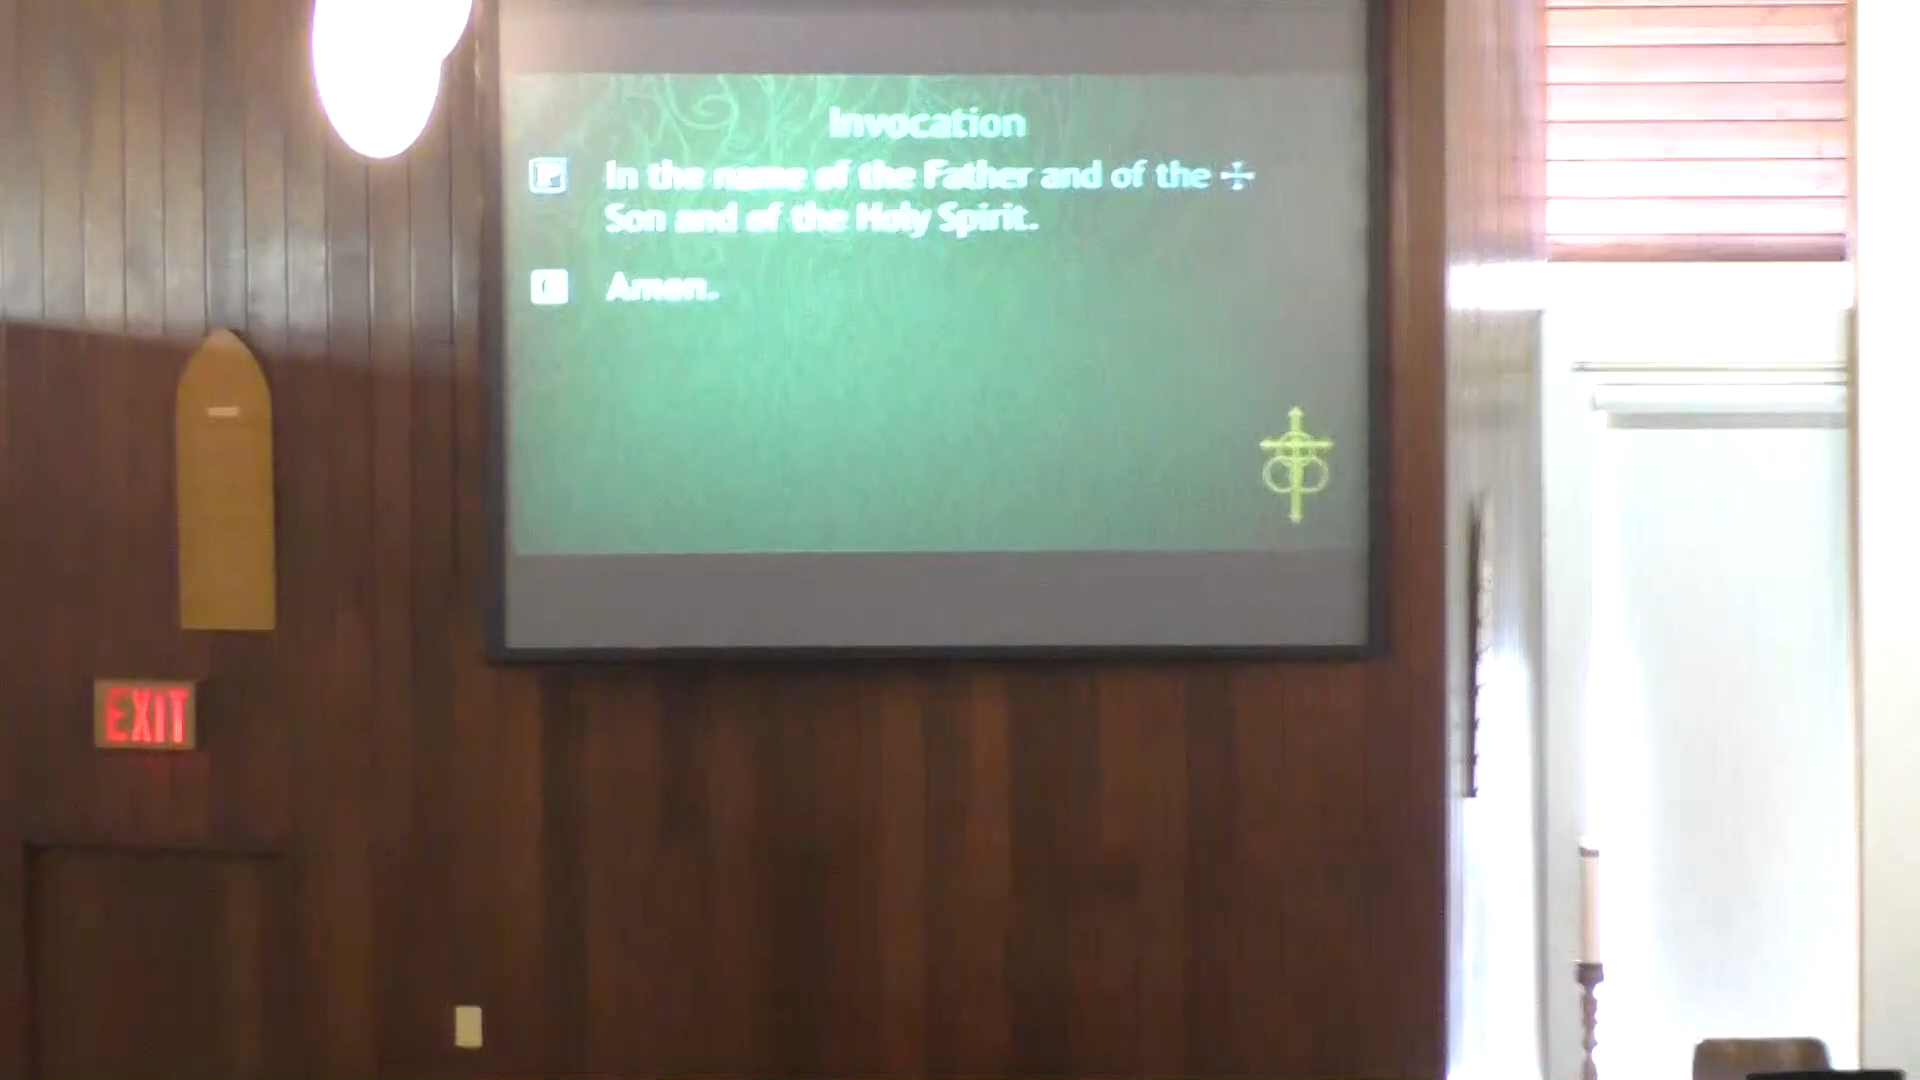 Invocation
P In the name of the Father and of the ☩
Son and of the Holy Spirit.
C Amen.
EXIT